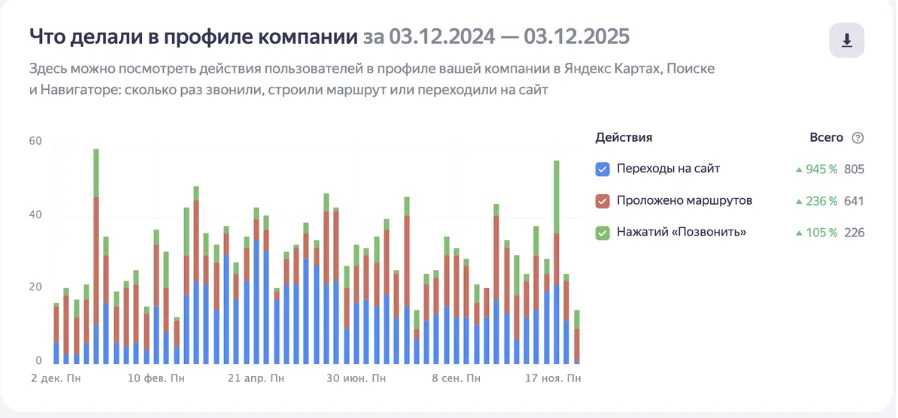 Что делали в профиле компании за 03.12.2024 — 03.12.2025
Здесь можно посмотреть действия пользователей в профиле вашей компании в Яндекс Картах, Поиске
и Навигаторе: сколько раз звонили, строили маршрут или переходили на сайт
Действия Всего ?
Переходы на сайт ▲ 945 % 805
Проложено маршрутов ▲ 236 % 641
Нажатий «Позвонить» ▲ 105 % 226
60
40
20
0
2 дек. Пн 10 фев. Пн 21 апр. Пн 30 июн. Пн 8 сен. Пн 17 ноя. Пн